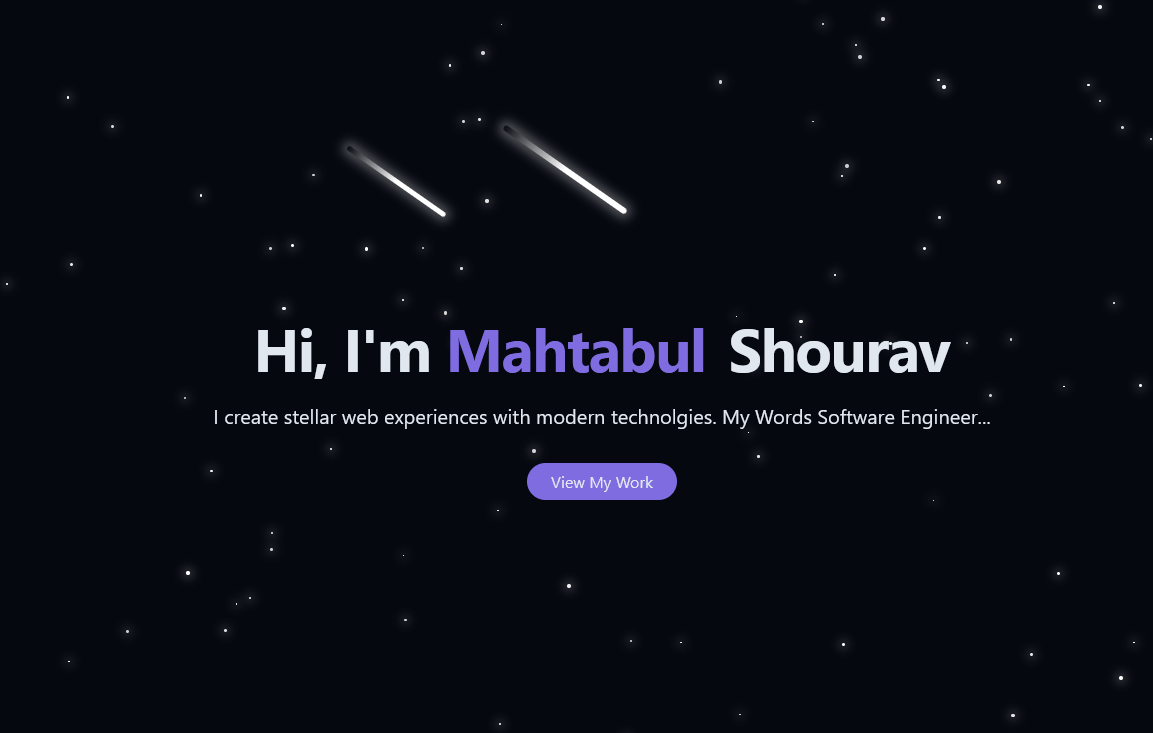 Hi, I'm Mahtabul Shourav
I create stellar web experiences with modern technolgies. My Words Software Engineer...
View My Work